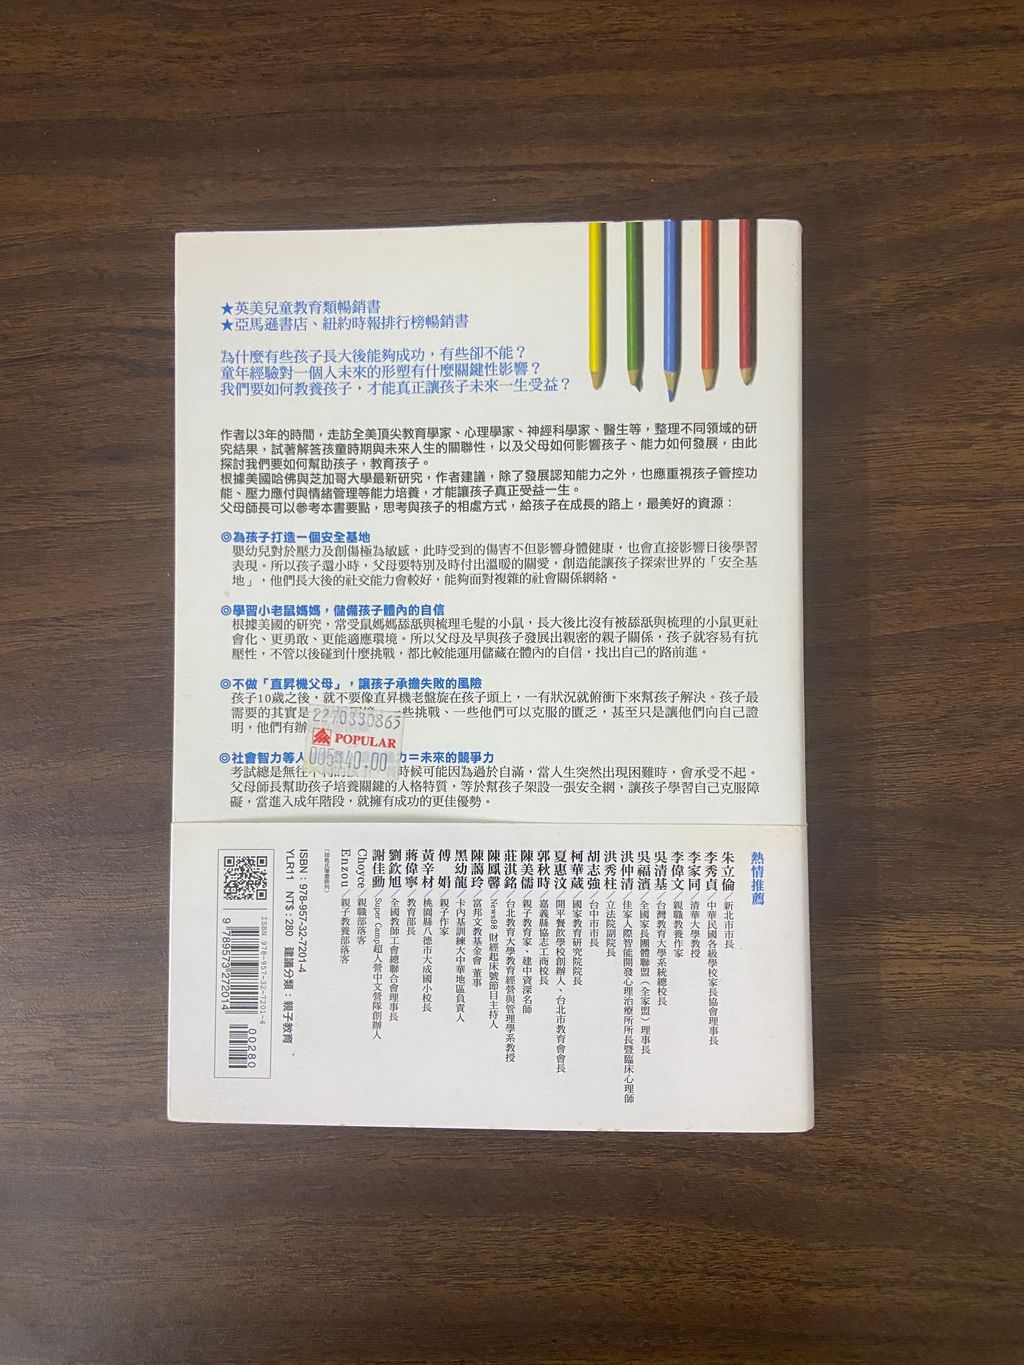 ★英美兒童教育類暢銷書
★亞馬遜書店、紐約時報排行榜暢銷書
為什麼有些孩子長大後能夠成功，有些卻不能？
童年經驗對一個人未來的形塑有什麼關鍵性影響？
我們要如何教養孩子，才能真正讓孩子未來一生受益？
作者以3年的時間，走訪全美頂尖教育學家、心理學家、神經科學家、醫生等，整理不同領域的研
究結果，試著解答孩童時期與未來人生的關聯性，以及父母如何影響孩子、能力如何發展，由此
探討我們要如何幫助孩子，教育孩子。
根據美國哈佛與芝加哥大學最新研究，作者建議，除了發展認知能力之外，也應重視孩子管控功
能、壓力應付與情緒管理等能力培養，才能讓孩子真正受益一生。
父母師長可以參考本書要點，思考與孩子的相處方式，給孩子在成長的路上，最美好的資源：
◎為孩子打造一個安全基地
嬰幼兒對於壓力及創傷極為敏感，此時受到的傷害不但影響身體健康，也會直接影響日後學習
表現。所以孩子還小時，父母要特別及時付出溫暖的關愛，創造能讓孩子探索世界的「安全基
地」，他們長大後的社交能力會較好，能夠面對複雜的社會關係網絡。
◎學習小老鼠媽媽，儲備孩子體內的自信
根據美國的研究，常受鼠媽媽舔舐與梳理毛髮的小鼠，長大後比沒有被舔舐與梳理的小鼠更社
會化、更勇敢、更能適應環境。所以父母及早與孩子發展出親密的親子關係，孩子就容易有抗
壓性，不管以後碰到什麼挑戰，都比較能運用儲藏在體內的自信，找出自己的路前進。
◎不做「直昇機父母」，讓孩子承擔失敗的風險
孩子10歲之後，就不要像直昇機老盤旋在孩子頭上，一有狀況就俯衝下來幫孩子解決。孩子最
需要的其實是 一些挑戰、一些他們可以克服的匱乏，甚至只是讓他們向自己證
明，他們有辦
2270330865
POPULAR
005 40.00
◎社會智力等人 力＝未來的競爭力
考試總是無往不利的孩子，有時候可能因為過於自滿，當人生突然出現困難時，會承受不起。
父母師長幫助孩子培養關鍵的人格特質，等於幫孩子架設一張安全網，讓孩子學習自己克服障
礙，當進入成年階段，就擁有成功的更佳優勢。
熱情推薦
朱立倫／新北市市長
李秀貞／中華民國各級學校家長協會理事長
李家同／清華大學教授
李偉文／親職教養作家
吳清基／台灣教育大學系統總校長
吳福濱／全國家長團體聯盟（全家盟）理事長
洪仲清／佳家人際智能開發心理治療所所長暨臨床心理師
洪秀柱／立法院副院長
胡志強／台中市市長
柯華葳／國家教育研究院院長
夏惠汶／開平餐飲學校創辦人、台北市教育會會長
郭秋時／嘉義縣協志工商校長
陳美儒／親子教育家、建中資深名師
莊淇銘／台北教育大學教育經營與管理學系教授
陳鳳馨／News98 財經起床號節目主持人
陳藹玲／富邦文教基金會 董事
黑幼龍／卡內基訓練大中華地區負責人
傅 娟／親子作家
黃辛材／桃園縣八德市大成國小校長
蔣偉寧／教育部長
劉欽旭／全國教師工會總聯合會理事長
謝佳勳／Super Camp超人營中文營隊創辦人
Choyce／親職部落客
Enzou／親子教養部落客
（按姓氏筆畫排列）
ISBN：978-957-32-7201-4
YLR11 NT$：280 建議分類：親子教育
ISBN 978-957-32-7201-4
9 789573 272014
00280